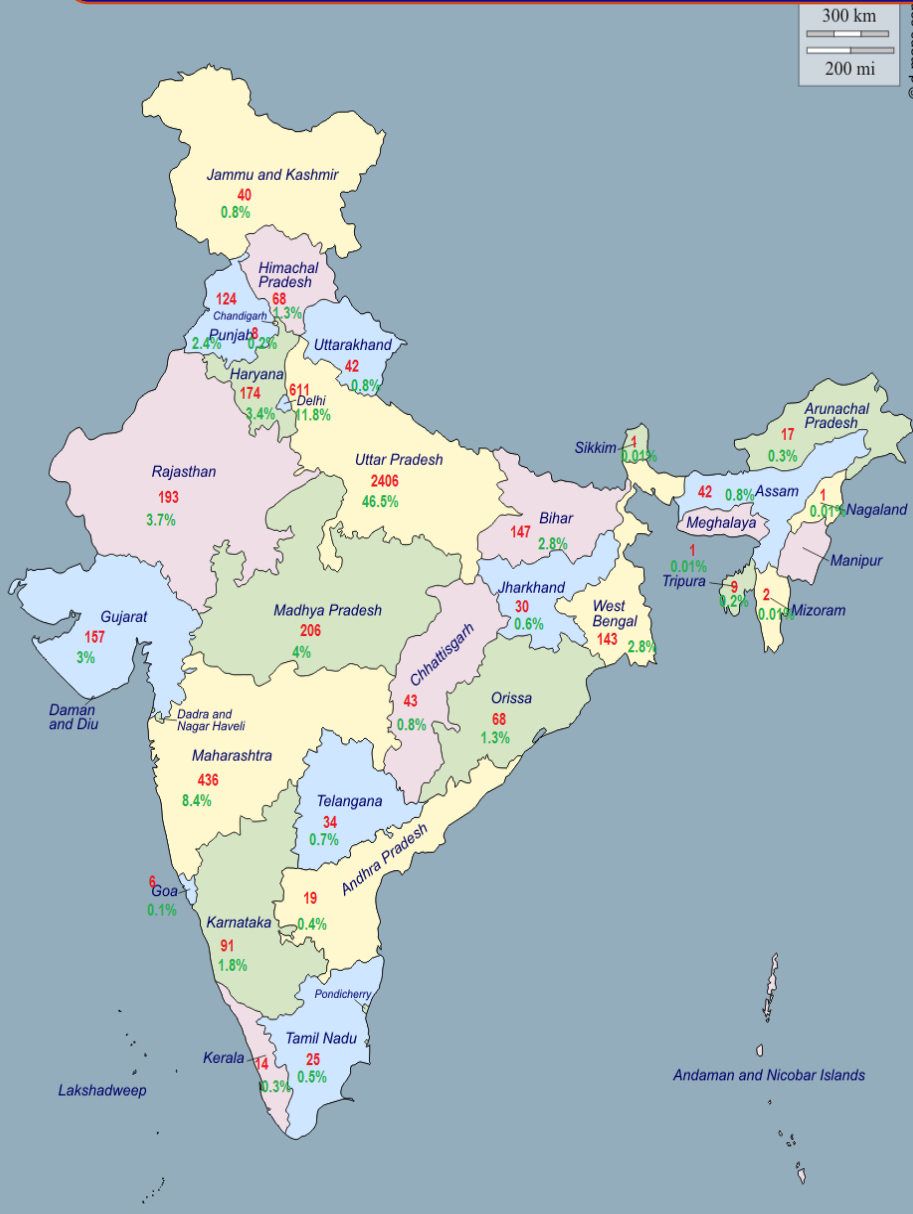 300 km
200 mi
Jammu and Kashmir
40
0.8%
Himachal
Pradesh
68
1.3%
124
Chandigarh
Punjab
8
2.4%
0.2%
Uttarakhand
42
0.8%
Haryana
174
3.4%
611
Delhi
11.8%
Arunachal
Pradesh
17
0.3%
Sikkim
1
0.01%
Uttar Pradesh
2406
46.5%
Rajasthan
193
3.7%
42
0.8%
Assam
1
0.01%
Nagaland
Bihar
147
2.8%
Meghalaya
1
0.01%
Manipur
Tripura
9
0.2%
2
0.01%
Mizoram
Jharkhand
30
0.6%
West
Bengal
143
2.8%
Gujarat
157
3%
Madhya Pradesh
206
4%
Chhattisgarh
43
0.8%
Orissa
68
1.3%
Daman
and Diu
Dadra and
Nagar Haveli
Maharashtra
436
8.4%
Telangana
34
0.7%
Andhra Pradesh
19
0.4%
6
Goa
0.1%
Karnataka
91
1.8%
Pondicherry
Tamil Nadu
25
0.5%
Kerala
14
0.3%
Lakshadweep
Andaman and Nicobar Islands